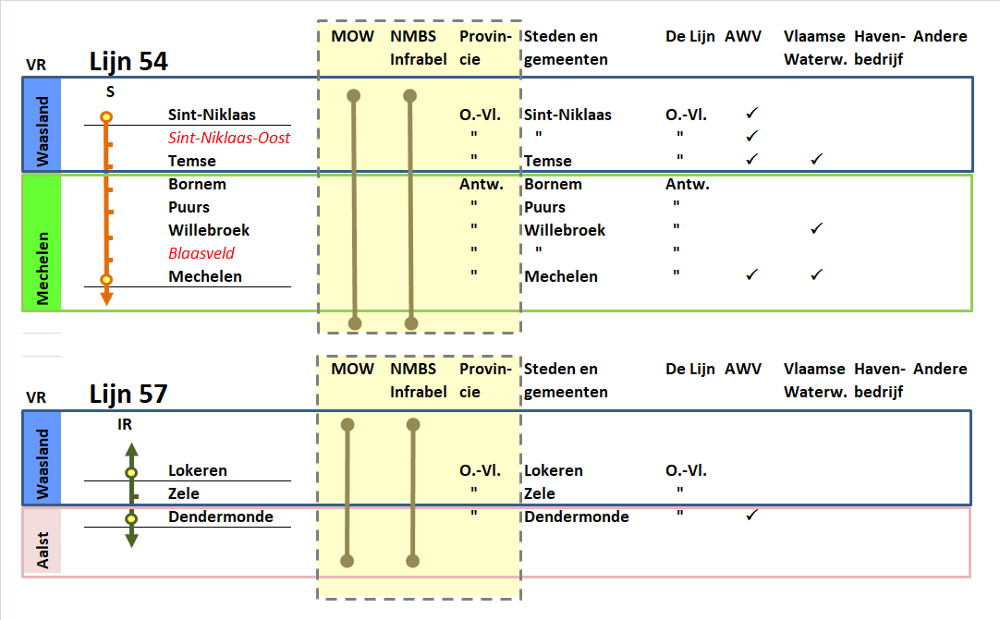 MOW NMBS Provin- Steden en De Lijn AWV Vlaamse Haven- Andere
VR Lijn 54 Infrabel cie gemeenten Waterw. bedrijf
Waasland
S
Sint-Niklaas O.-Vl. Sint-Niklaas O.-Vl. ✓
Sint-Niklaas-Oost " " " ✓
Temse " Temse " ✓ ✓
Mechelen
Bornem Antw. Bornem Antw.
Puurs " Puurs "
Willebroek " Willebroek " ✓
Blaasveld " " "
Mechelen " Mechelen " ✓ ✓
MOW NMBS Provin- Steden en De Lijn AWV Vlaamse Haven- Andere
VR Lijn 57 Infrabel cie gemeenten Waterw. bedrijf
Waasland
IR
Lokeren O.-Vl. Lokeren O.-Vl.
Zele " Zele "
Aalst
Dendermonde " Dendermonde " ✓